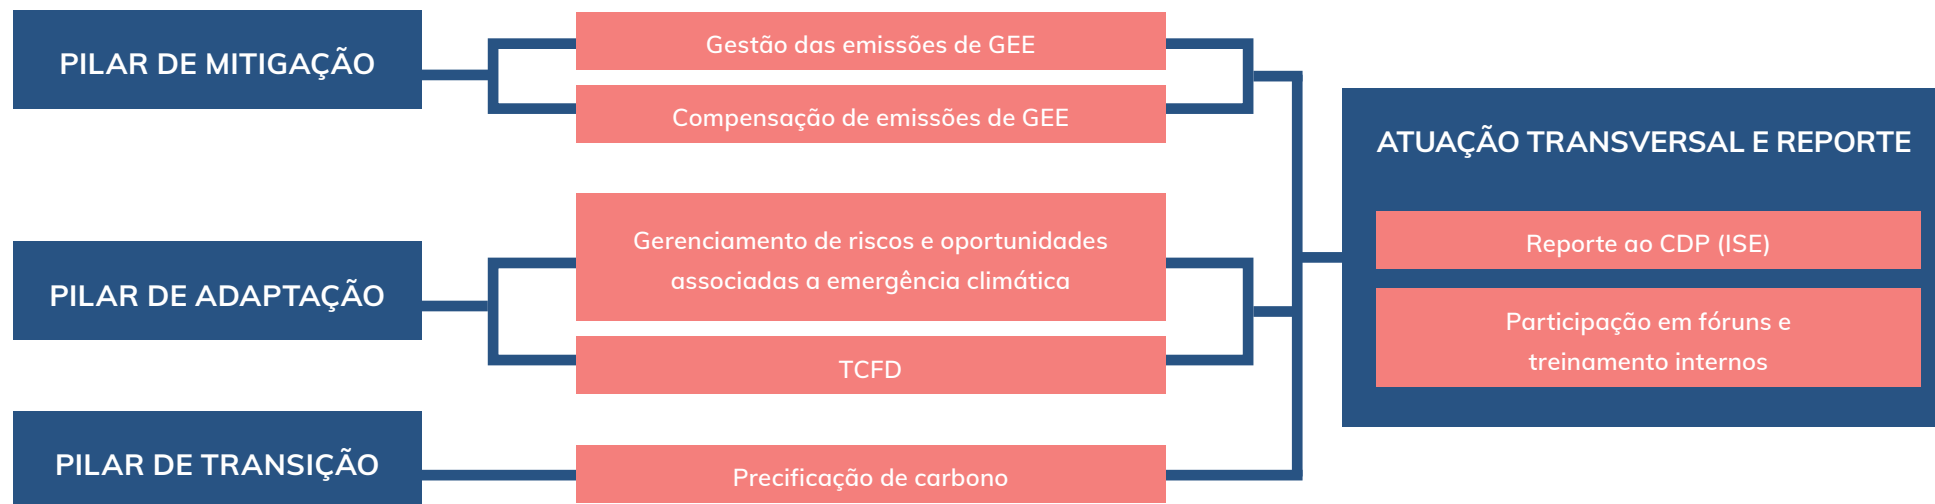 PILAR DE MITIGAÇÃO
Gestão das emissões de GEE
Compensação de emissões de GEE
PILAR DE ADAPTAÇÃO
Gerenciamento de riscos e oportunidades
associadas a emergência climática
TCFD
PILAR DE TRANSIÇÃO
Precificação de carbono
ATUAÇÃO TRANSVERSAL E REPORTE
Reporte ao CDP (ISE)
Participação em fóruns e
treinamento internos